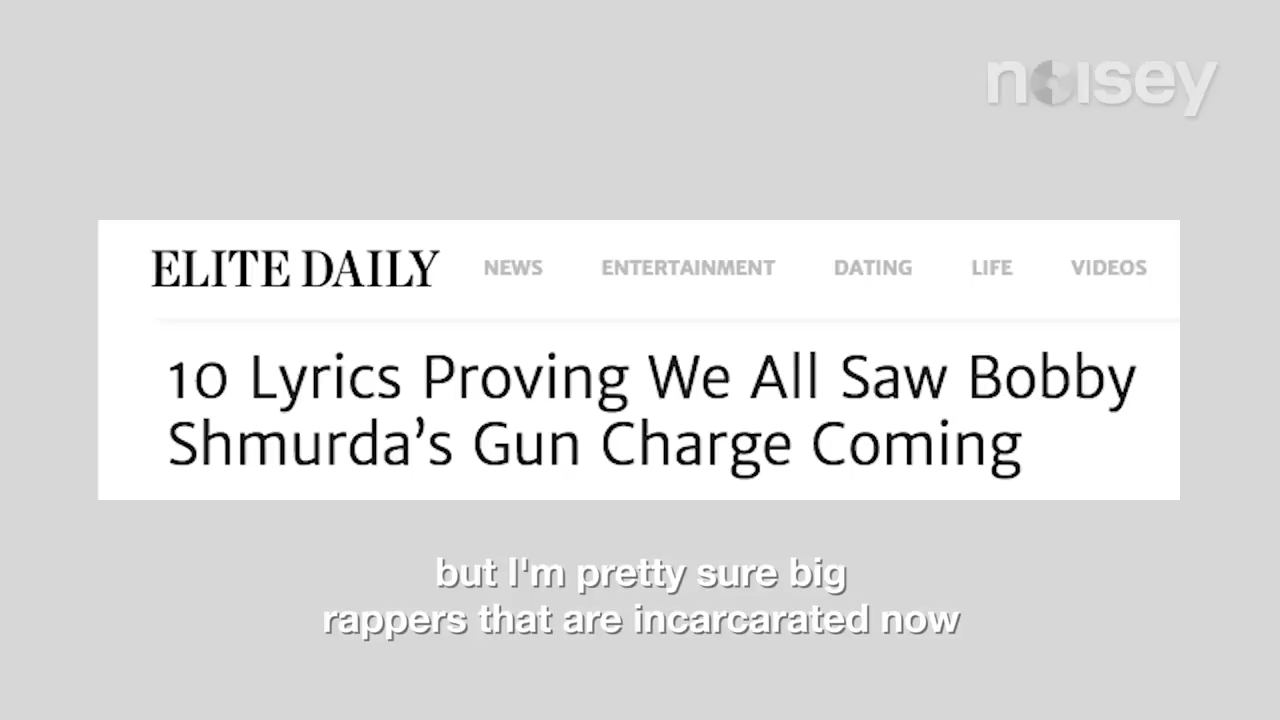 noisey
ELITE DAILY NEWS ENTERTAINMENT DATING LIFE VIDEOS
10 Lyrics Proving We All Saw Bobby
Shmurda’s Gun Charge Coming
but I'm pretty sure big
rappers that are incarcarated now